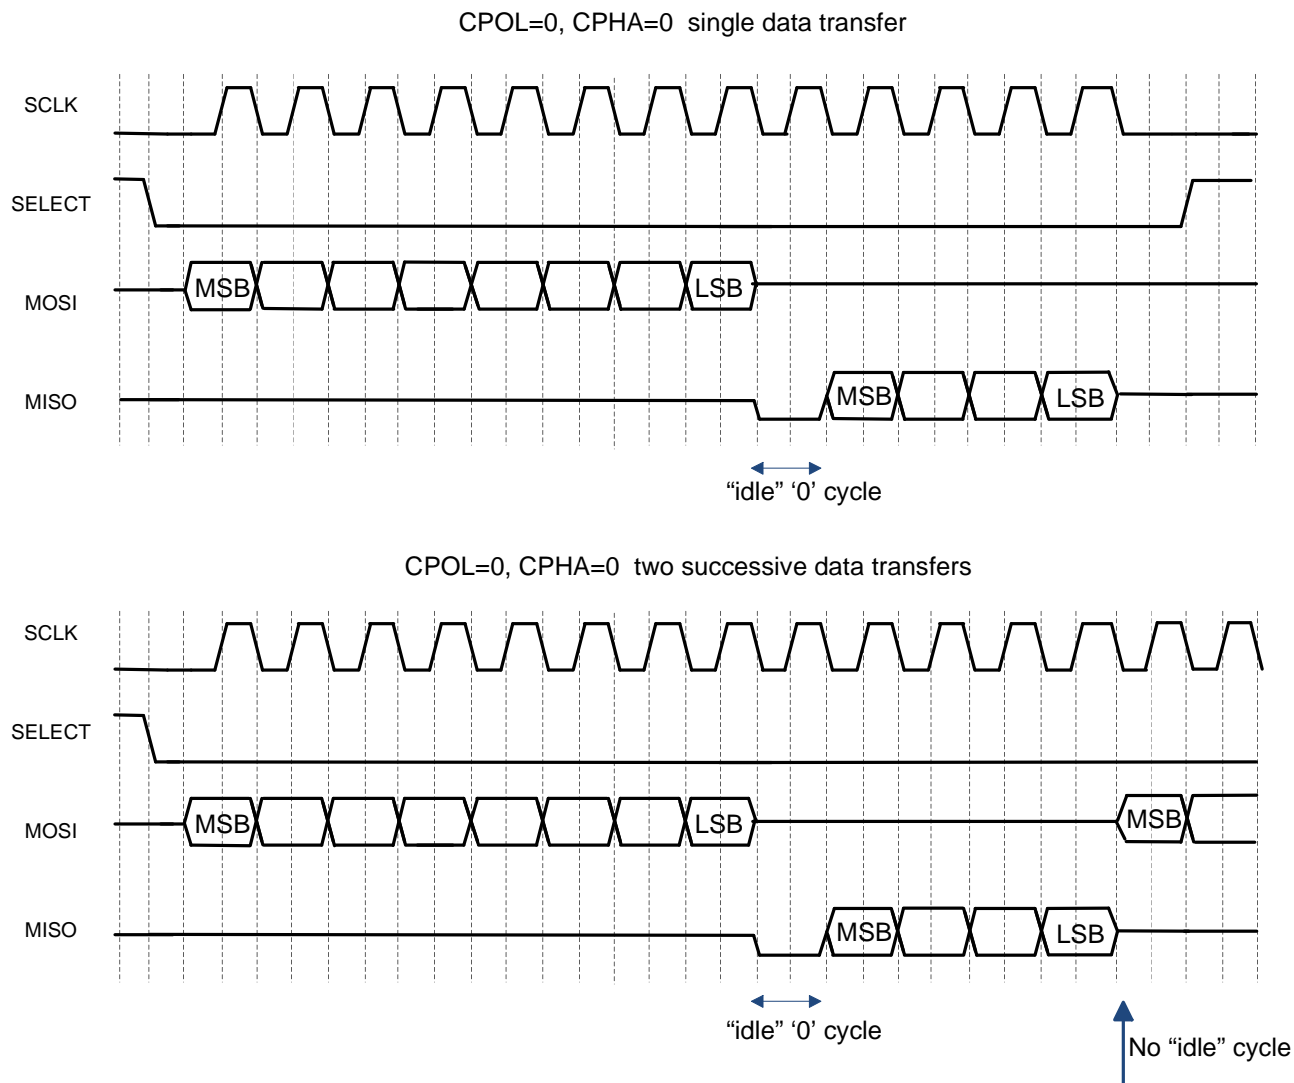 CPOL=0, CPHA=0 single data transfer
SCLK
SELECT
MOSI
MSB
LSB
MISO
MSB
LSB
“idle” ‘0’ cycle
CPOL=0, CPHA=0 two successive data transfers
SCLK
SELECT
MOSI
MSB
LSB
MSB
MISO
MSB
LSB
“idle” ‘0’ cycle
No “idle” cycle